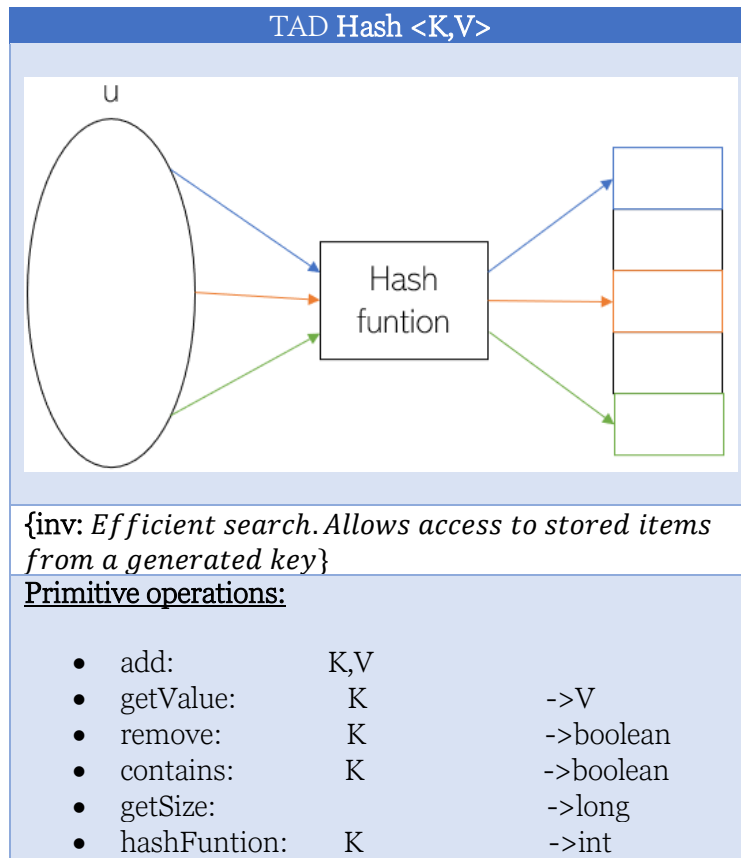 TAD Hash <K,V>
u
Hash
funtion
{inv: Efficient search. Allows access to stored items
from a generated key}
Primitive operations:
• add: K,V
• getValue: K ->V
• remove: K ->boolean
• contains: K ->boolean
• getSize: ->long
• hashFuntion: K ->int